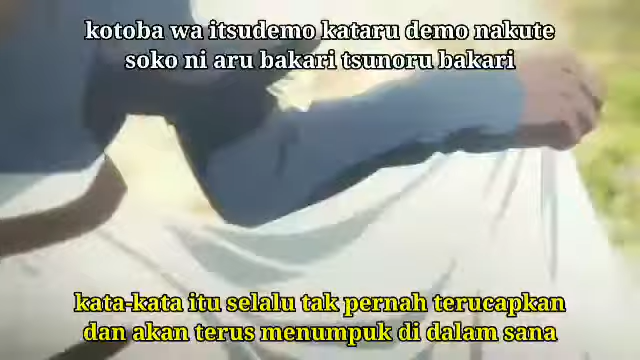 kotoba wa itsudemo kataru demo nakute
soko ni aru bakari tsunoru bakari
kata-kata itu selalu tak pernah terucapkan
dan akan terus menumpuk di dalam sana